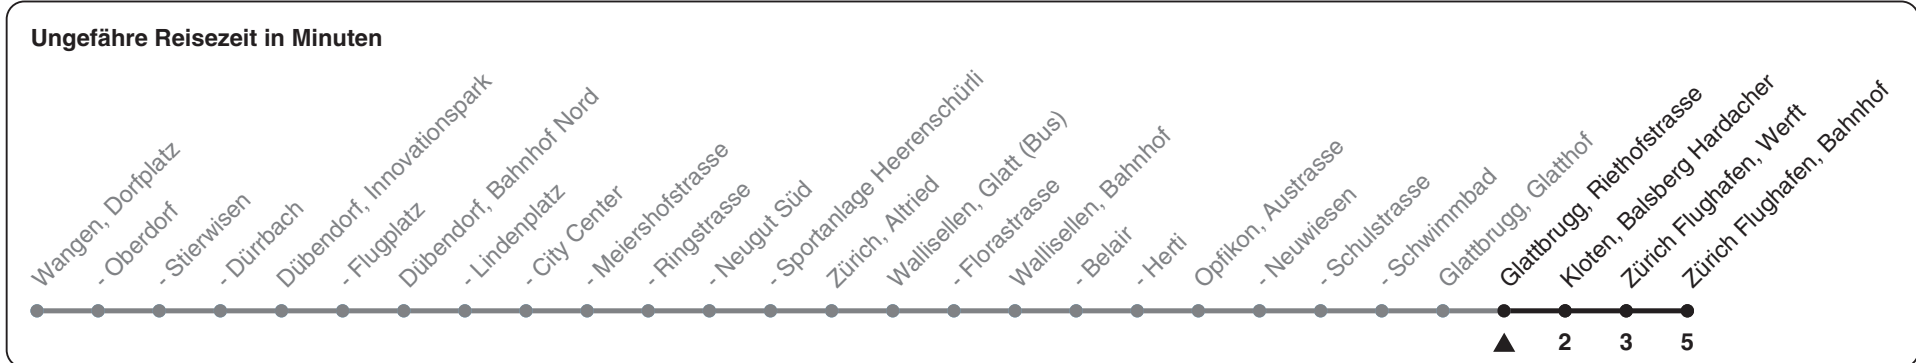 Ungefähre Reisezeit in Minuten
Wangen, Dorfplatz
- Oberdorf
- Stierwisen
- Dürrbach
Dübendorf, Innovationspark
- Flugplatz
Dübendorf, Bahnhof Nord
- Lindenplatz
- City Center
- Meiershofstrasse
- Ringstrasse
- Neugut Süd
- Sportanlage Heerenschürli
Zürich, Altried
Wallisellen, Glatt (Bus)
- Florastrasse
Wallisellen, Bahnhof
- Belair
- Herti
Opfikon, Austrasse
- Neuwiesen
- Schulstrasse
- Schwimmbad
Glattbrugg, Glatthof
Glattbrugg, Riethofstrasse
Kloten, Balsberg Hardacher
Zürich Flughafen, Werft
Zürich Flughafen, Bahnhof
2 3 5